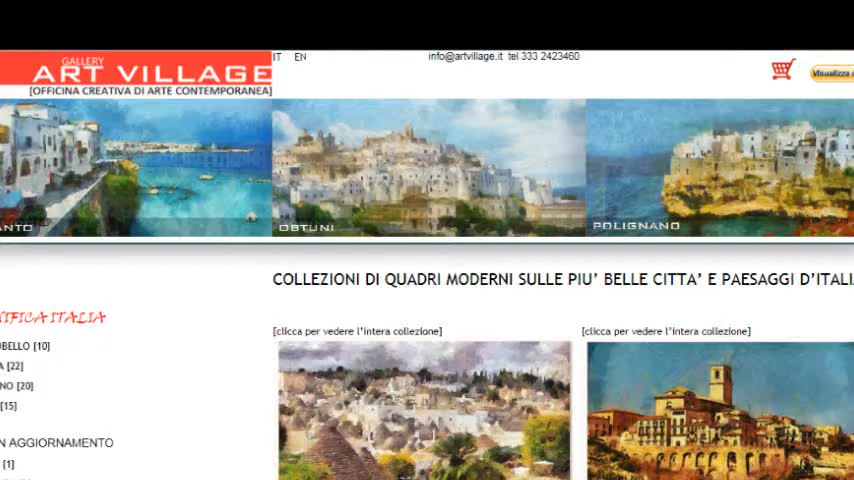 GALLERY
ART VILLAGE
[OFFICINA CREATIVA DI ARTE CONTEMPORANEA]
IT EN
info@artvillage.it tel 333 2423460
Visualizza
ANTO
OSTUNI
POLIGNANO
COLLEZIONI DI QUADRI MODERNI SULLE PIU' BELLE CITTA' E PAESAGGI D'ITALI
NIFICA ITALIA
[clicca per vedere l'intera collezione]
[clicca per vedere l'intera collezione]
OBELLO [10]
A [22]
NO [20]
[15]
N AGGIORNAMENTO
[1]